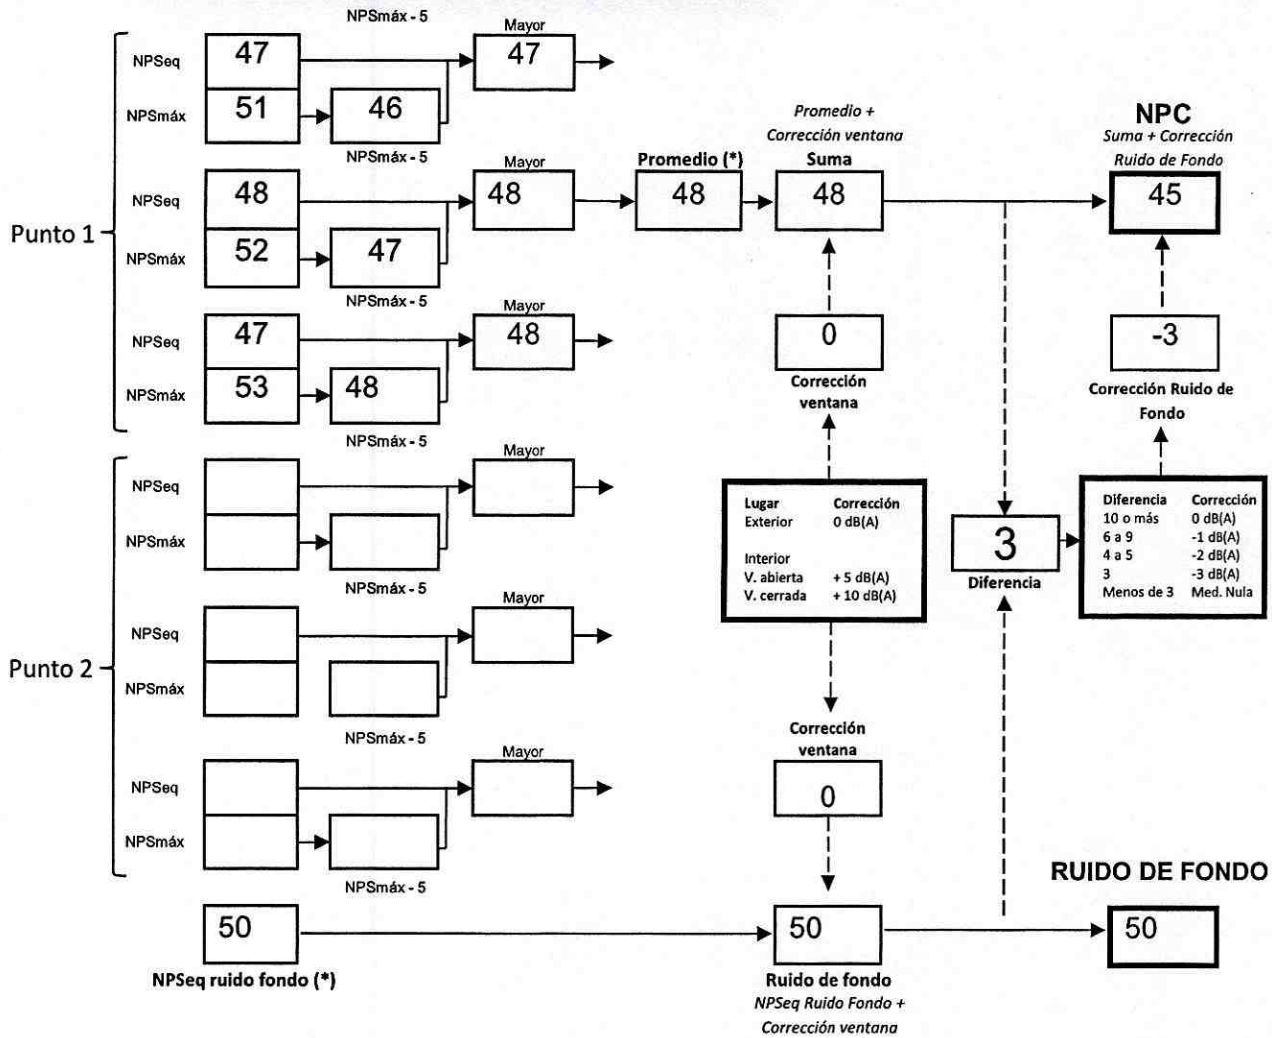 NPSmáx - 5
Mayor
NPSeq 47 47
NPSmáx 51 46
NPSmáx - 5
Promedio +
Corrección ventana
NPC
Suma + Corrección
Ruido de Fondo
Mayor
Promedio (*)
Suma
Punto 1
NPSeq 48 48 48 48 45
NPSmáx 52 47
NPSmáx - 5
Mayor
NPSeq 47 48 0 -3
NPSmáx 53 48
Corrección
ventana
Corrección Ruido de
Fondo
NPSmáx - 5
Mayor
NPSeq
NPSmáx
NPSmáx - 5
Lugar Corrección
Exterior 0 dB(A)
Interior
V. abierta + 5 dB(A)
V. cerrada + 10 dB(A)
3
Diferencia
Diferencia Corrección
10 o más 0 dB(A)
6 a 9 -1 dB(A)
4 a 5 -2 dB(A)
3 -3 dB(A)
Menos de 3 Med. Nula
Mayor
Punto 2
NPSeq
NPSmáx
NPSmáx - 5
Corrección
ventana
Mayor
NPSeq
0
NPSmáx
NPSmáx - 5
RUIDO DE FONDO
50 50 50
NPSeq ruido fondo (*)
Ruido de fondo
NPSeq Ruido Fondo +
Corrección ventana